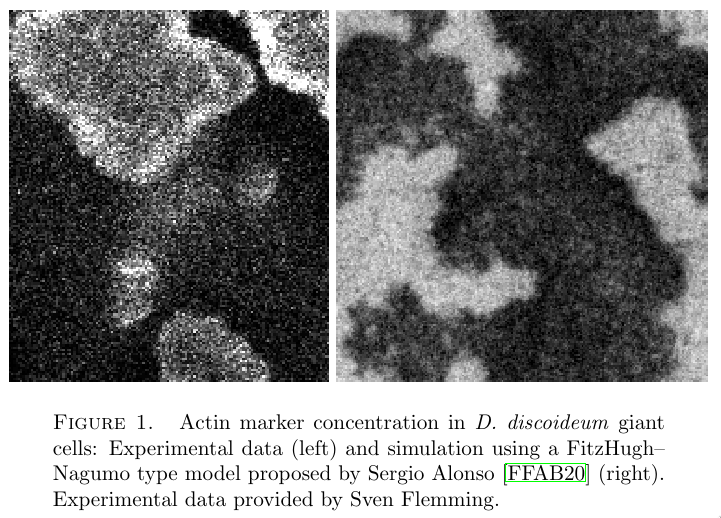 FIGURE 1. Actin marker concentration in D. discoideum giant
cells: Experimental data (left) and simulation using a FitzHugh–
Nagumo type model proposed by Sergio Alonso [FFAB20] (right).
Experimental data provided by Sven Flemming.